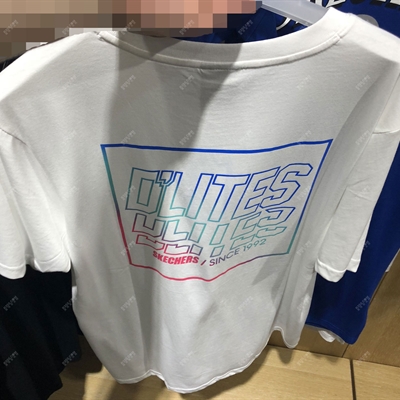 D'LITES
SKECHERS / SINCE 1992